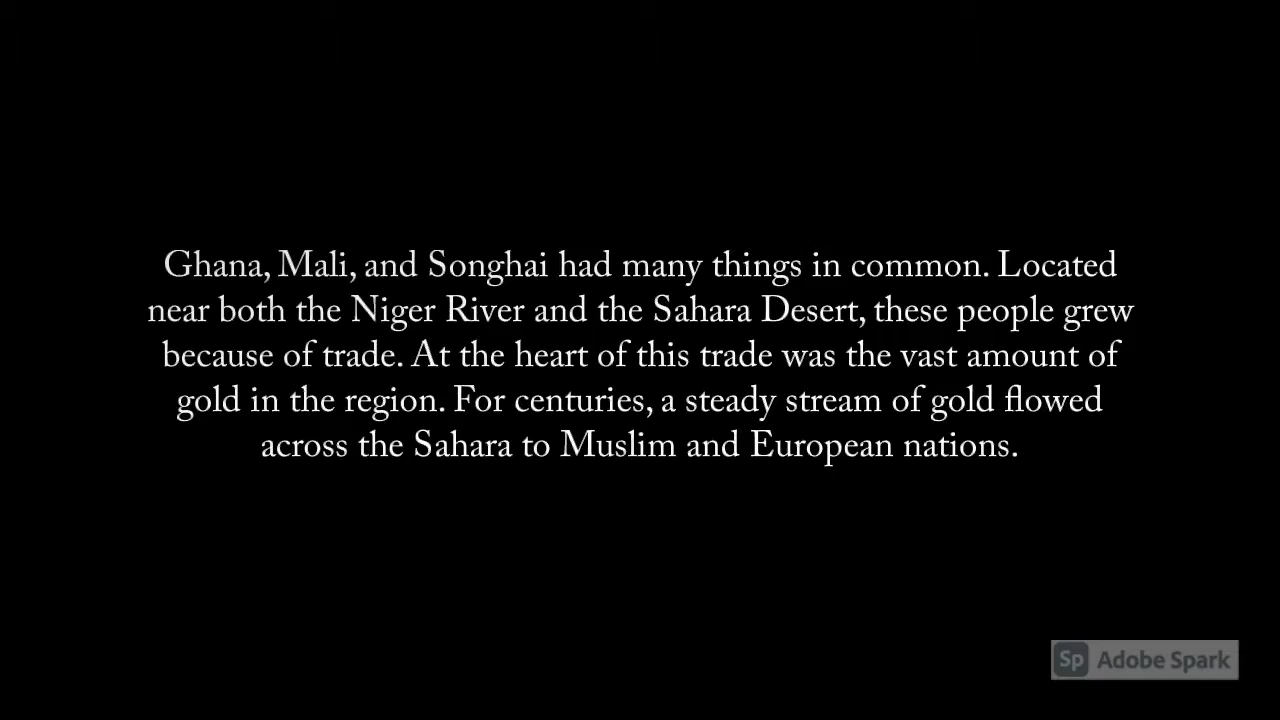 Ghana, Mali, and Songhai had many things in common. Located
near both the Niger River and the Sahara Desert, these people grew
because of trade. At the heart of this trade was the vast amount of
gold in the region. For centuries, a steady stream of gold flowed
across the Sahara to Muslim and European nations.
Sp Adobe Spark